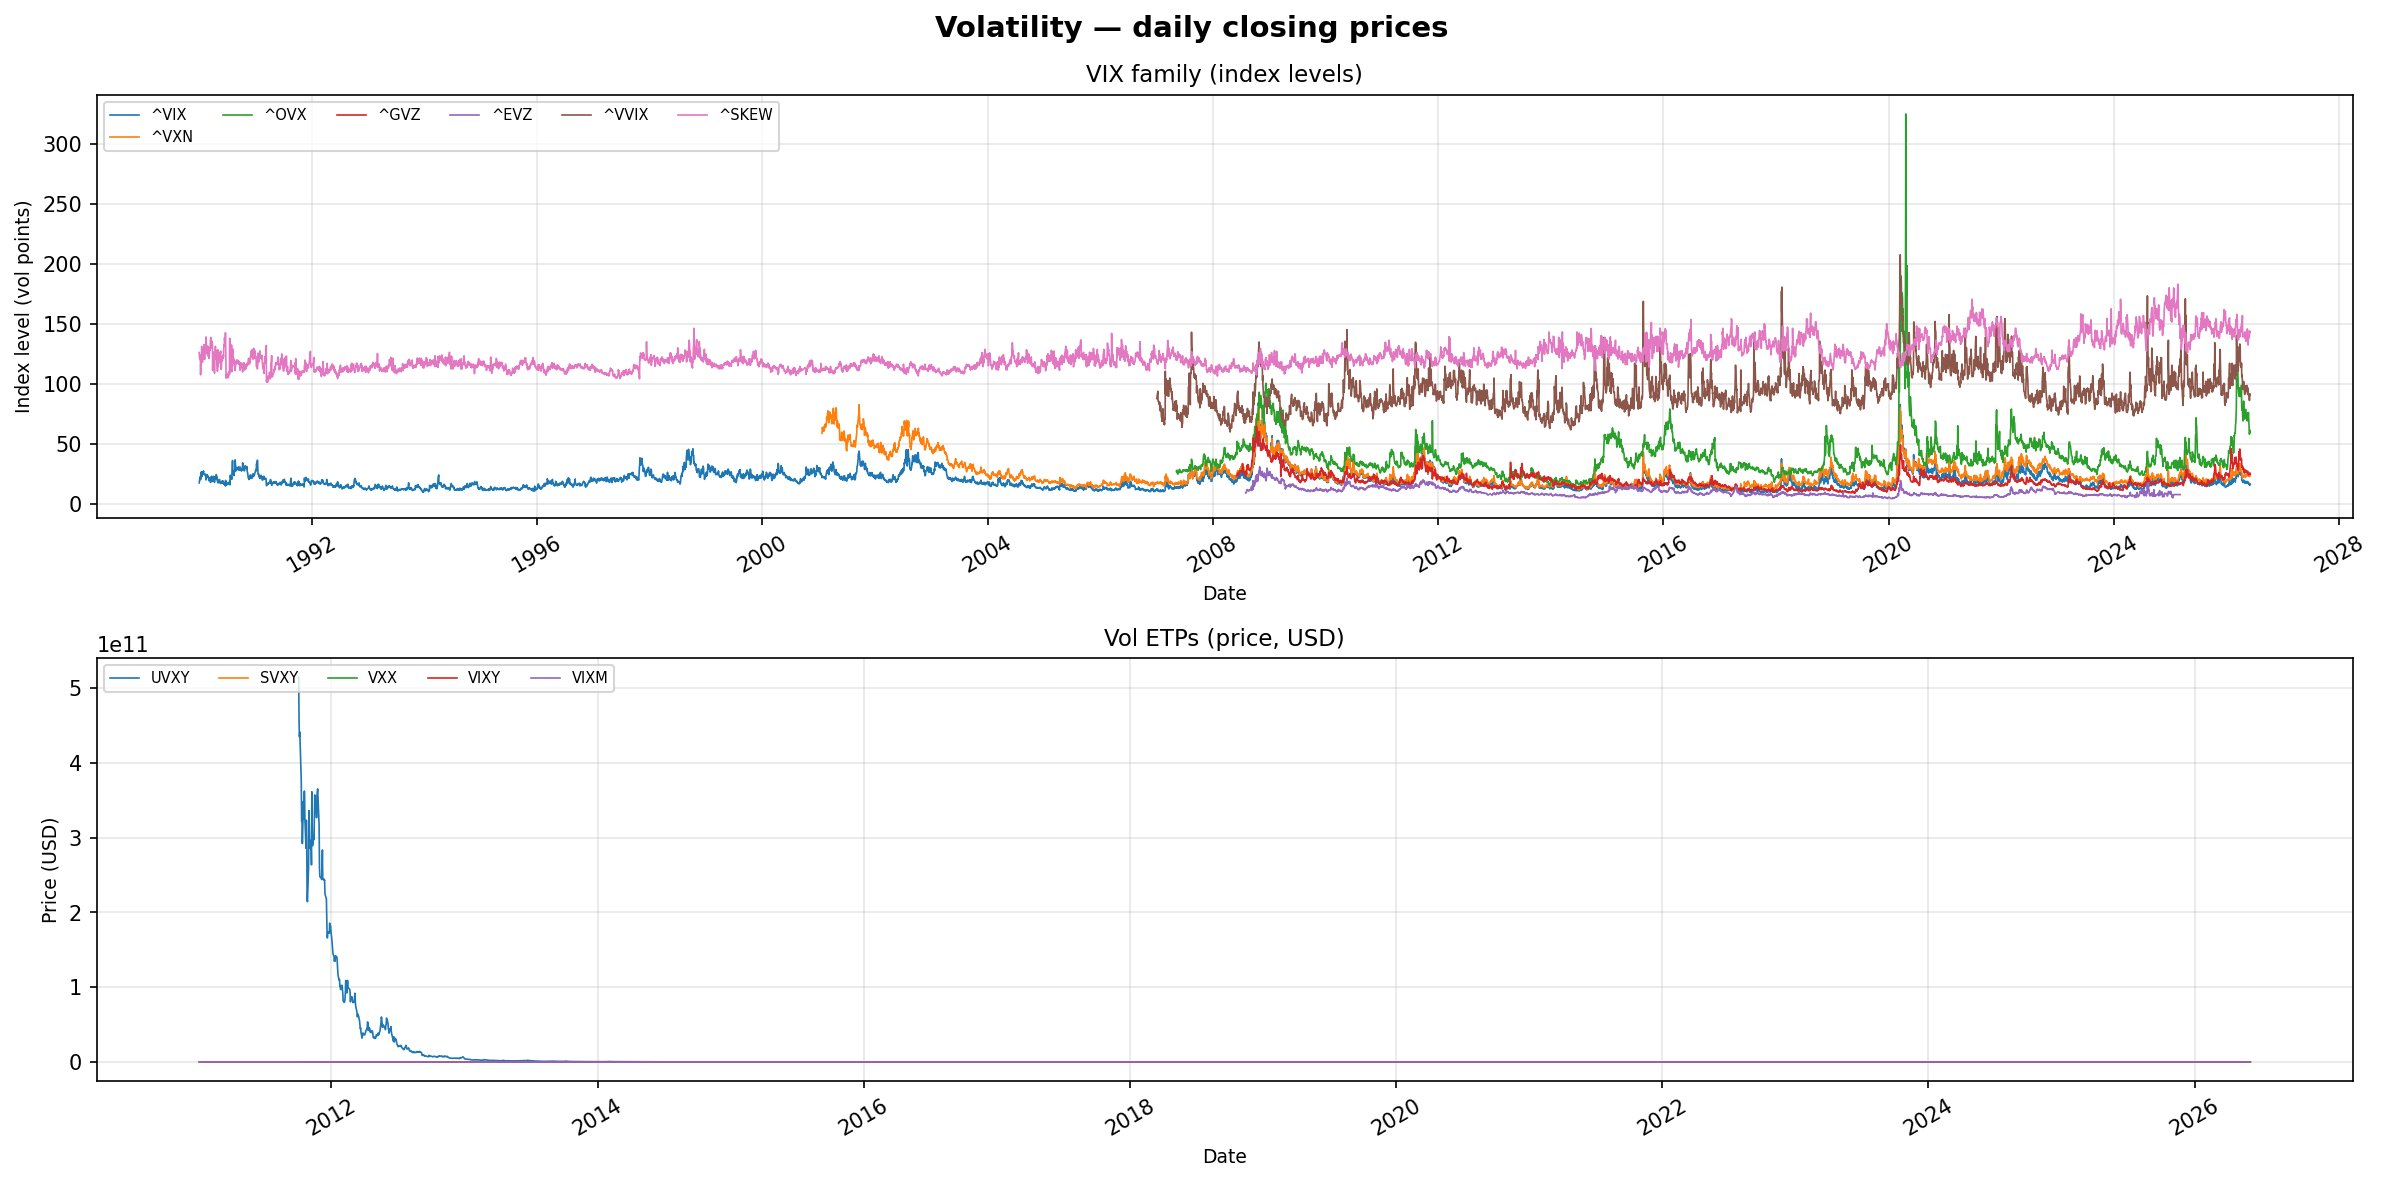 Volatility — daily closing prices
VIX family (index levels)
^VIX ^OVX ^GVZ ^EVZ ^VVIX ^SKEW
^VXN
300
250
200
150
100
50
0
Index level (vol points)
1992 1996 2000 2004 2008 2012 2016 2020 2024 2028
Date
Vol ETPs (price, USD)
1e11
UVXY SVXY VXX VIXY VIXM
5
4
3
2
1
0
Price (USD)
2012 2014 2016 2018 2020 2022 2024 2026
Date